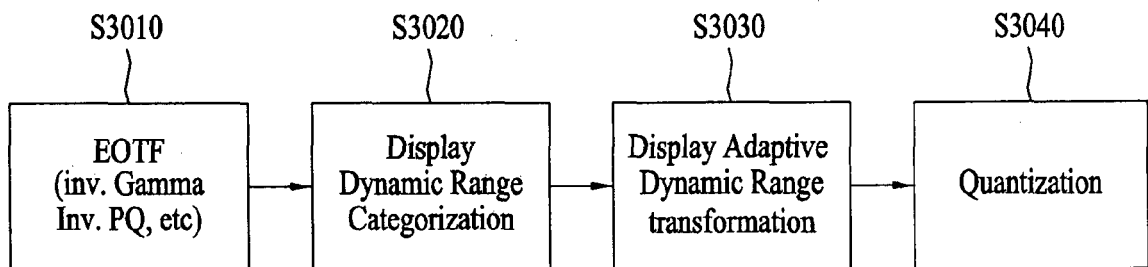 S3010
S3020
S3030
S3040
EOTF
(inv. Gamma
Inv. PQ, etc)
Display
Dynamic Range
Categorization
Display Adaptive
Dynamic Range
transformation
Quantization